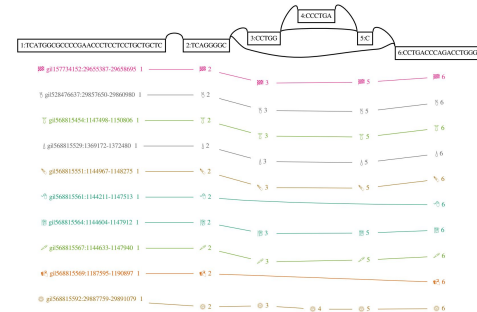 4:CCCTGA
3:CCTGG 5:C
1:TCATGGCGCCCCGAACCCTCCTCCTGCTGCTC 2:TCAGGGGC
6:CCTGACCCAGACCTGGG
gi|157734152:29655387-29658695 1 2 3 5 6
gi|528476637:29857650-29860980 1 2 3 5 6
gi|568815454:1147498-1150806 1 2 3 5 6
gi|568815529:1369172-1372480 1 2 3 5 6
gi|568815551:1144967-1148275 1 2 3 5 6
gi|568815561:1144211-1147513 1 2 6
gi|568815564:1144604-1147912 1 2 3 5 6
gi|568815567:1144633-1147940 1 2 3 5 6
gi|568815569:1187595-1190897 1 2 6
gi|568815592:29887759-29891079 1 2 3 4 5 6